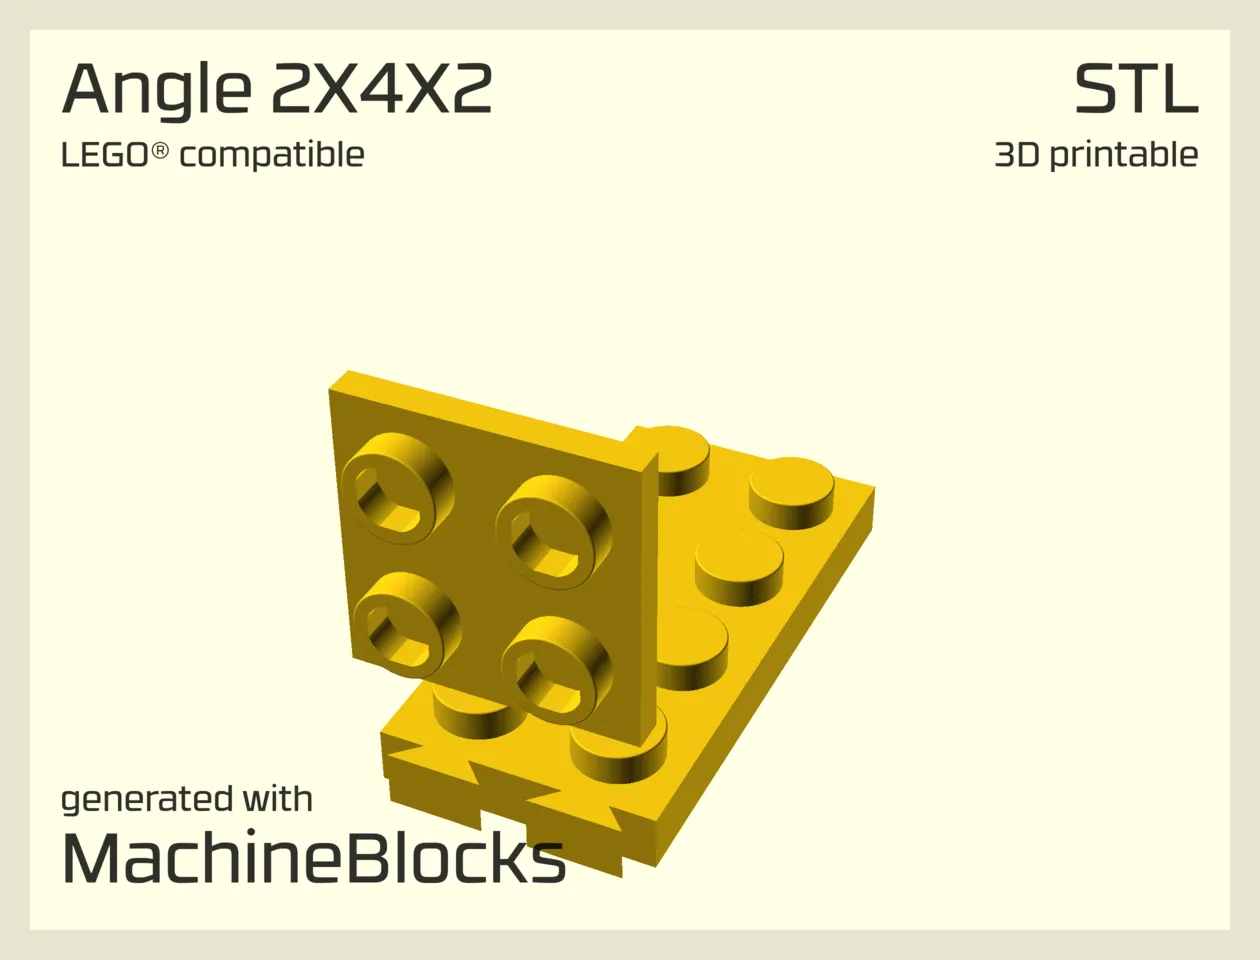 Angle 2X4X2
LEGO® compatible
STL
3D printable
generated with
MachineBlocks